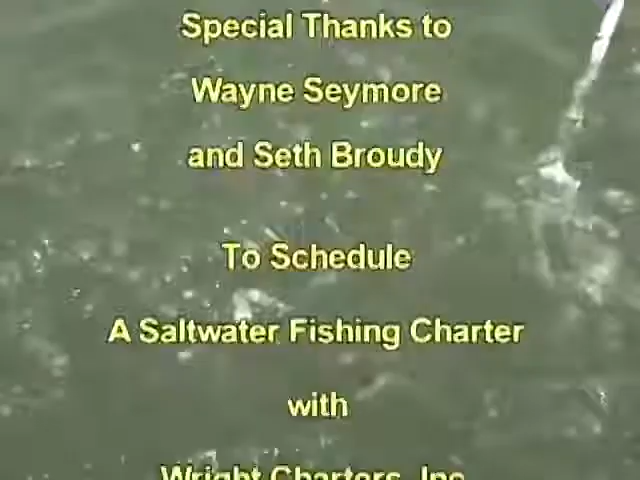 Special Thanks to
Wayne Seymore
and Seth Broudy
To Schedule
A Saltwater Fishing Charter
with
Wright Charters, Inc